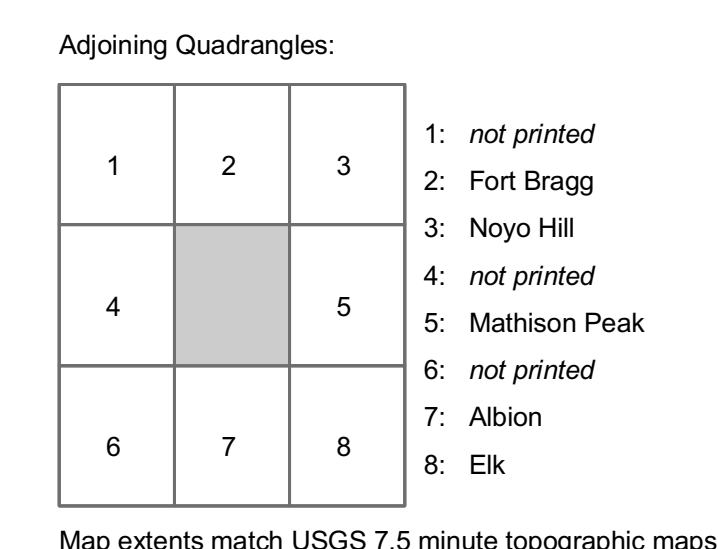 Adjoining Quadrangles:
1 2 3
4 5
6 7 8
1: not printed
2: Fort Bragg
3: Noyo Hill
4: not printed
5: Mathison Peak
6: not printed
7: Albion
8: Elk
Map extents match USGS 7.5 minute topographic maps